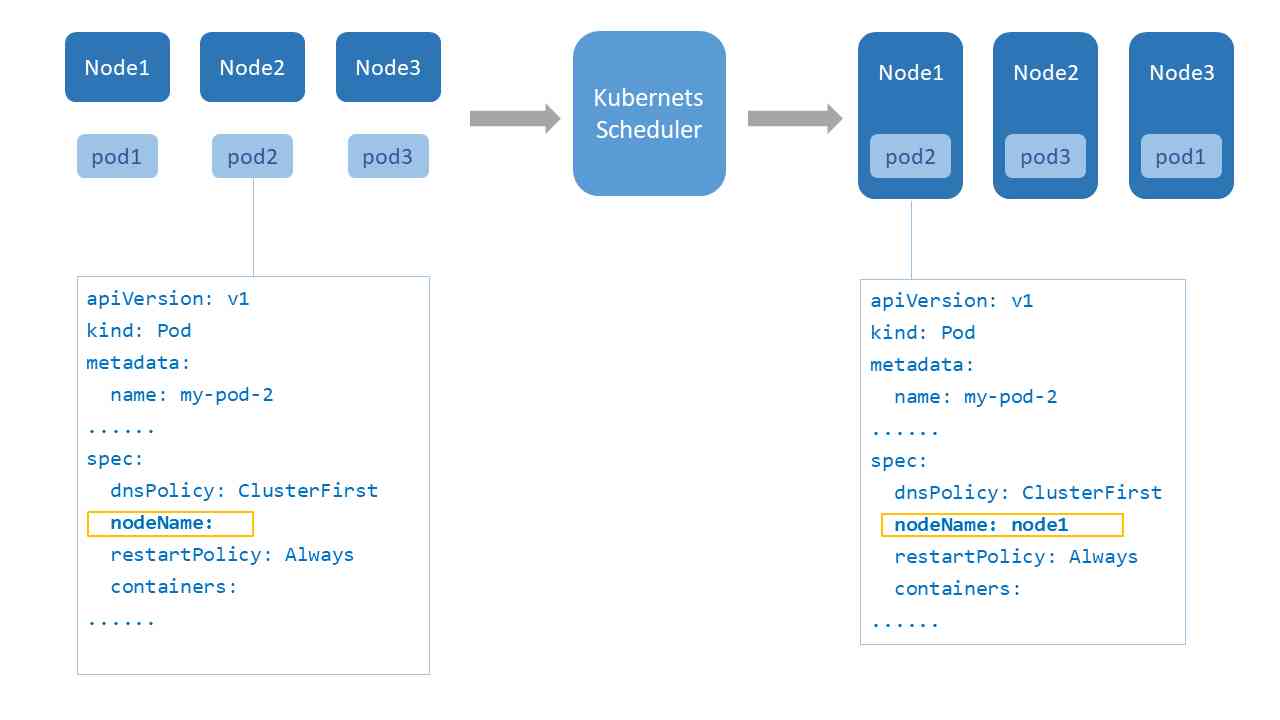 Node1
Node2
Node3
pod1
pod2
pod3
Kubernets
Scheduler
Node1
Node2
Node3
pod2
pod3
pod1
apiVersion: v1
kind: Pod
metadata:
  name: my-pod-2
......
spec:
  dnsPolicy: ClusterFirst
  nodeName:
  restartPolicy: Always
  containers:
......
apiVersion: v1
kind: Pod
metadata:
  name: my-pod-2
......
spec:
  dnsPolicy: ClusterFirst
  nodeName: node1
  restartPolicy: Always
  containers:
......